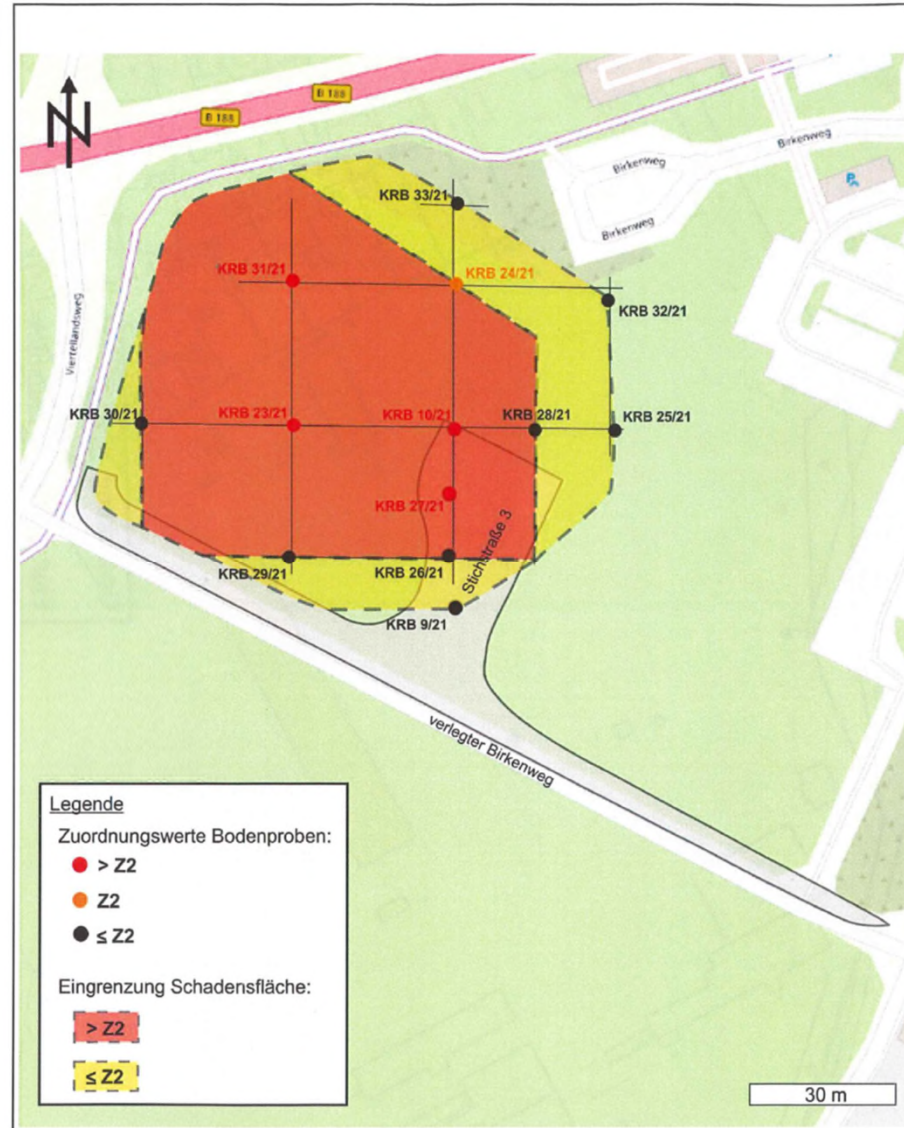 B 188
B 188
N
Birkenweg
Birkenweg
Birkenweg
P
Viertellandsweg
KRB 33/21
KRB 31/21
KRB 24/21
KRB 32/21
KRB 30/21
KRB 23/21
KRB 10/21
KRB 28/21
KRB 25/21
KRB 27/21
Stichstraße 3
KRB 29/21
KRB 26/21
KRB 9/21
verlegter Birkenweg
Legende
Zuordnungswerte Bodenproben:
> Z2
Z2
≤ Z2
Eingrenzung Schadensfläche:
> Z2
≤ Z2
30 m